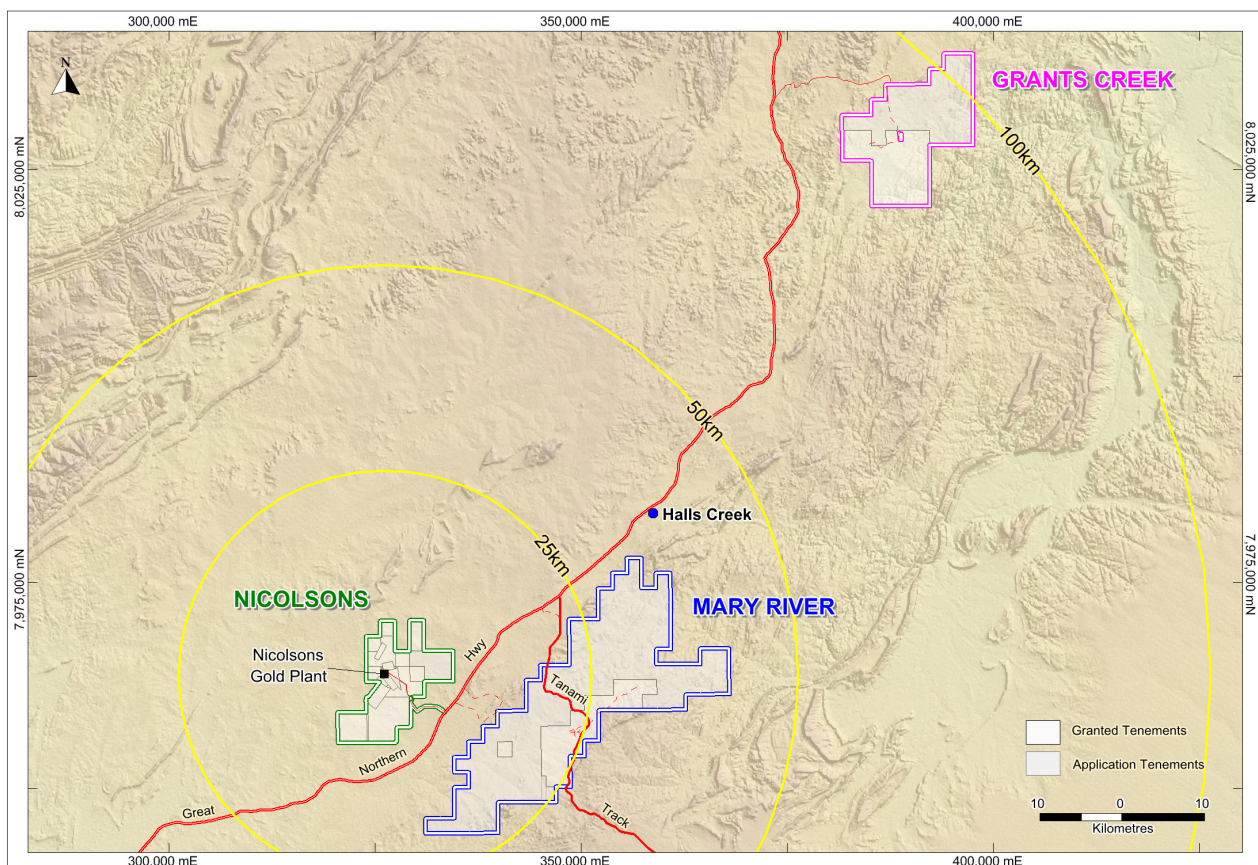 300,000 mE
350,000 mE
400,000 mE
N
GRANTS CREEK
100km
8,025,000 mN
8,025,000 mN
50km
Halls Creek
25km
7,975,000 mN
7,975,000 mN
NICOLSONS
MARY RIVER
Nicolsons
Gold Plant
Hwy
Tanami
Northern
Great
Track
Granted Tenements
Application Tenements
10 0 10
Kilometres
300,000 mE
350,000 mE
400,000 mE